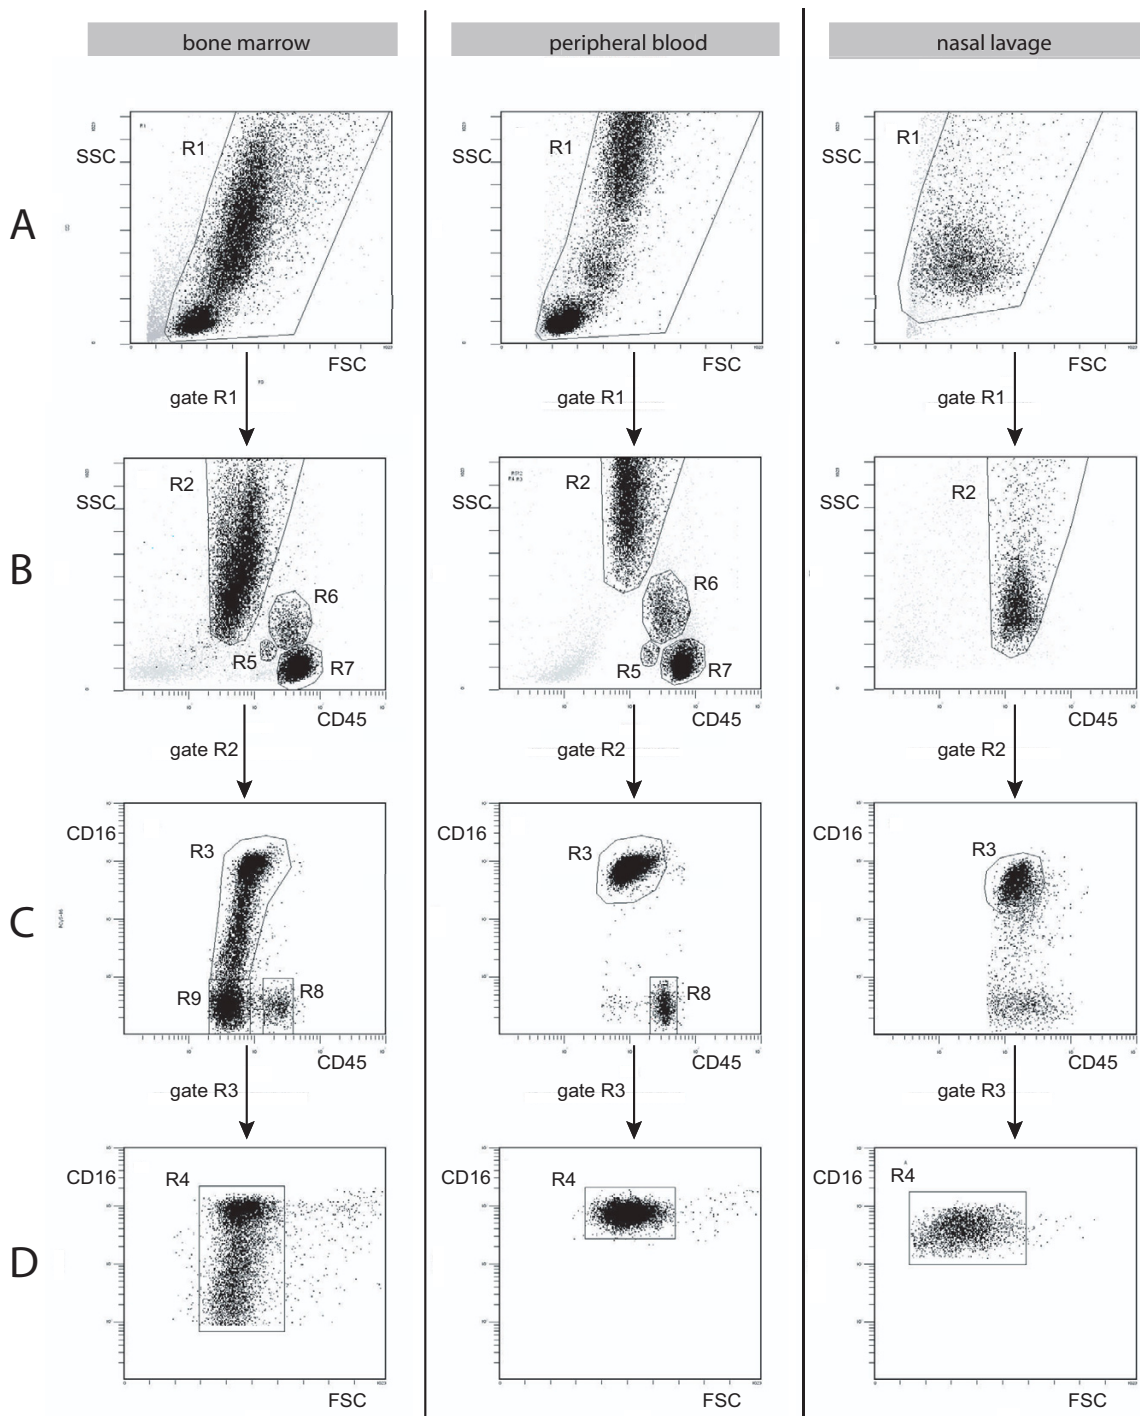 bone marrow
peripheral blood
nasal lavage
A
SSC
R1
FSC
SSC
R1
FSC
SSC
R1
FSC
gate R1
gate R1
gate R1
B
SSC
R2
R6
R5
R7
CD45
SSC
R2
R6
R5
R7
CD45
SSC
R2
CD45
gate R2
gate R2
gate R2
C
CD16
R3
R9
R8
CD45
CD16
R3
R8
CD45
CD16
R3
CD45
gate R3
gate R3
gate R3
D
CD16
R4
FSC
CD16
R4
FSC
CD16
R4
FSC